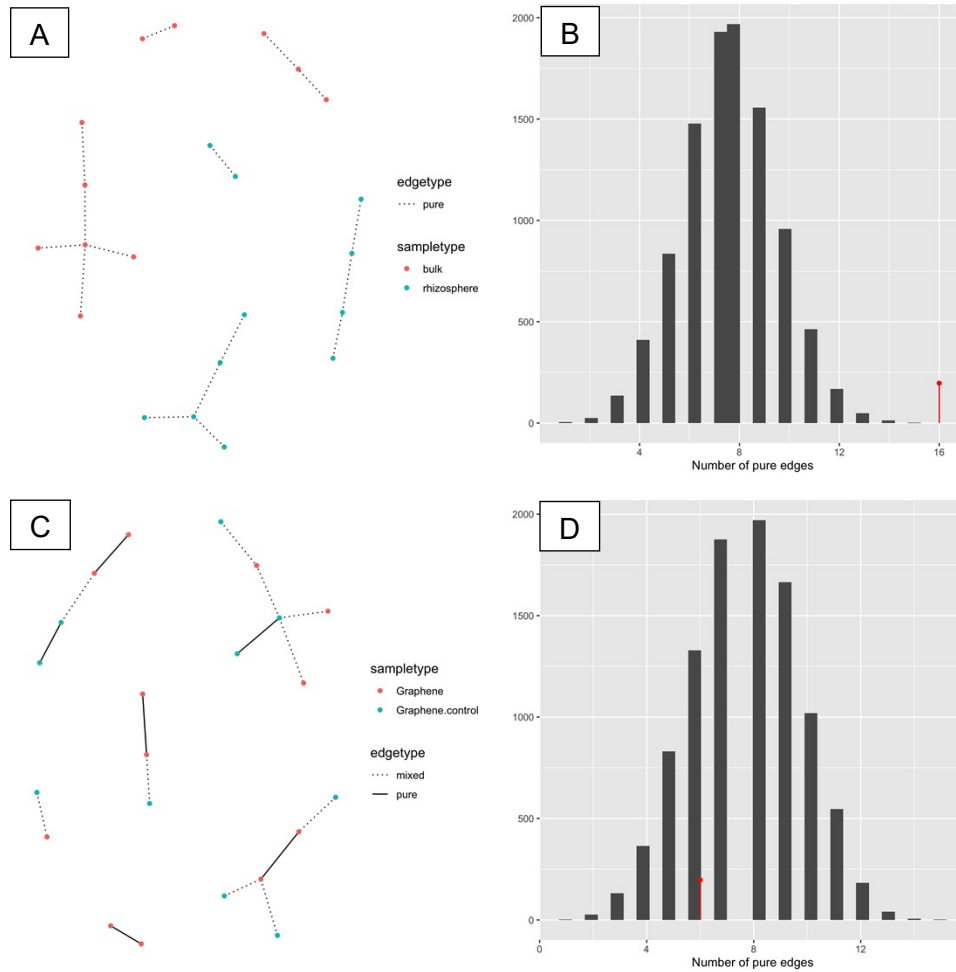 A
edgetype
pure
sampletype
bulk
rhizosphere
B
2000
1500
1000
500
0
4
8
12
16
Number of pure edges
C
sampletype
Graphene
Graphene.control
edgetype
mixed
pure
D
2000
1500
1000
500
0
0
4
8
12
Number of pure edges